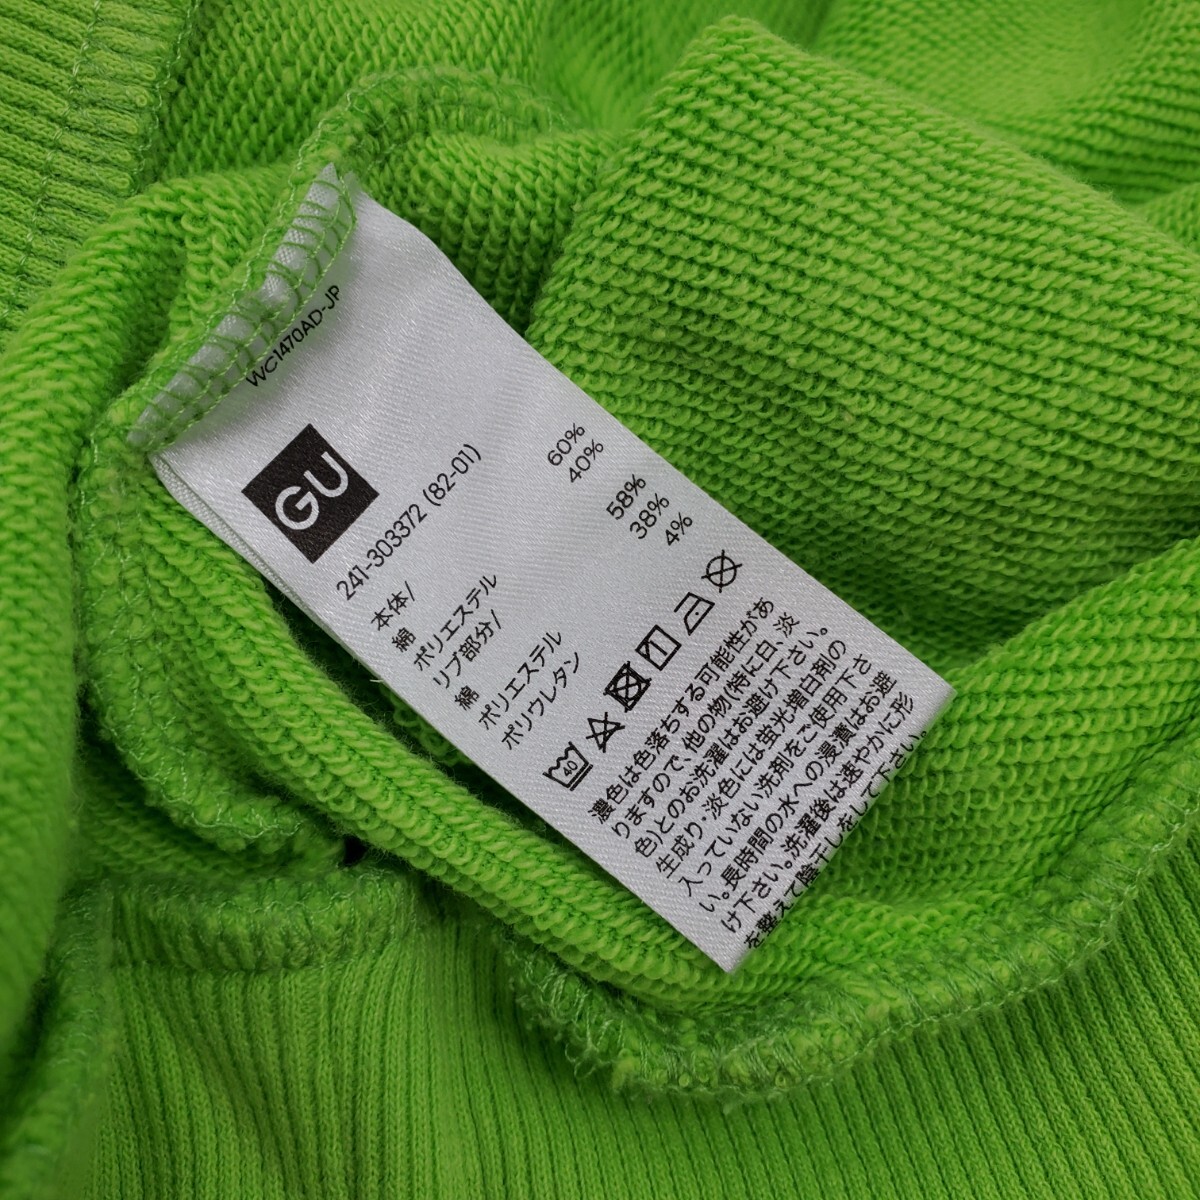 WC1470AD-JP
GU
241-303372 (82-01)
本体/
綿 60%
ポリエステル 40%
リブ部分/
綿 58%
ポリエステル 38%
ポリウレタン 4%
40
濃色は色落ちする可能性があ
りますので、他の物(特に白、淡
色)とのお洗濯はお避け下さい。
生成り・淡色には蛍光増白剤の
入っていない洗剤をご使用下さ
い。長時間の水への浸漬はお避
け下さい。洗濯後は速やかに形
を整えて陰干しをして下さい。